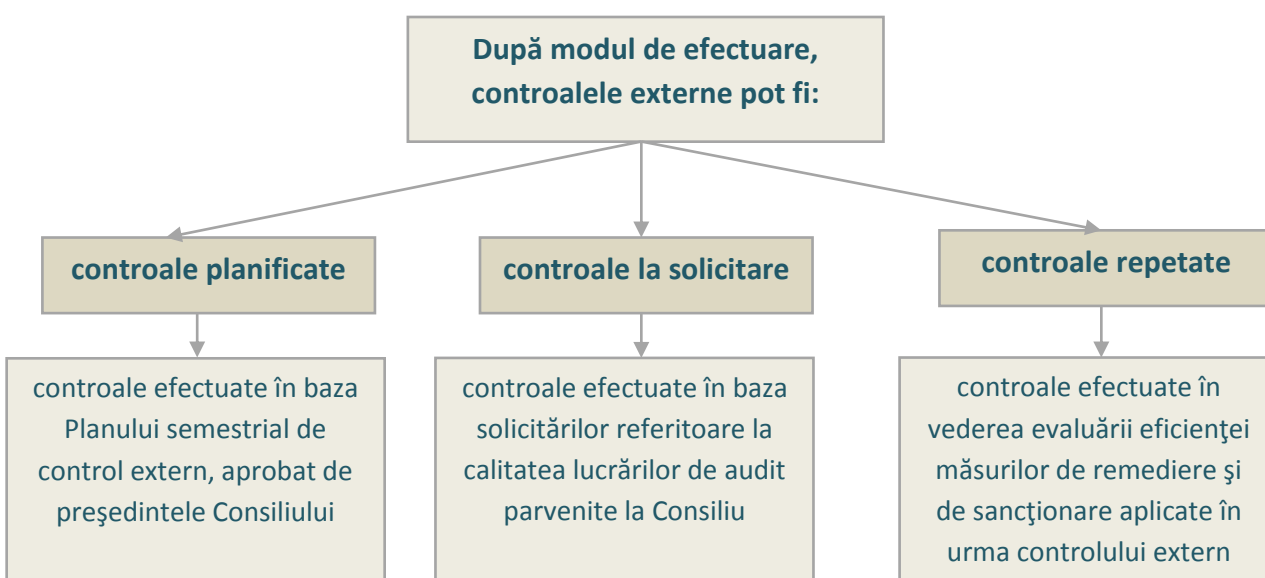 După modul de efectuare,
controalele externe pot fi:
controale planificate
controale la solicitare
controale repetate
controale efectuate în baza
Planului semestrial de
control extern, aprobat de
preşedintele Consiliului
controale efectuate în baza
solicitărilor referitoare la
calitatea lucrărilor de audit
parvenite la Consiliu
controale efectuate în
vederea evaluării eficienţei
măsurilor de remediere şi
de sancţionare aplicate în
urma controlului extern